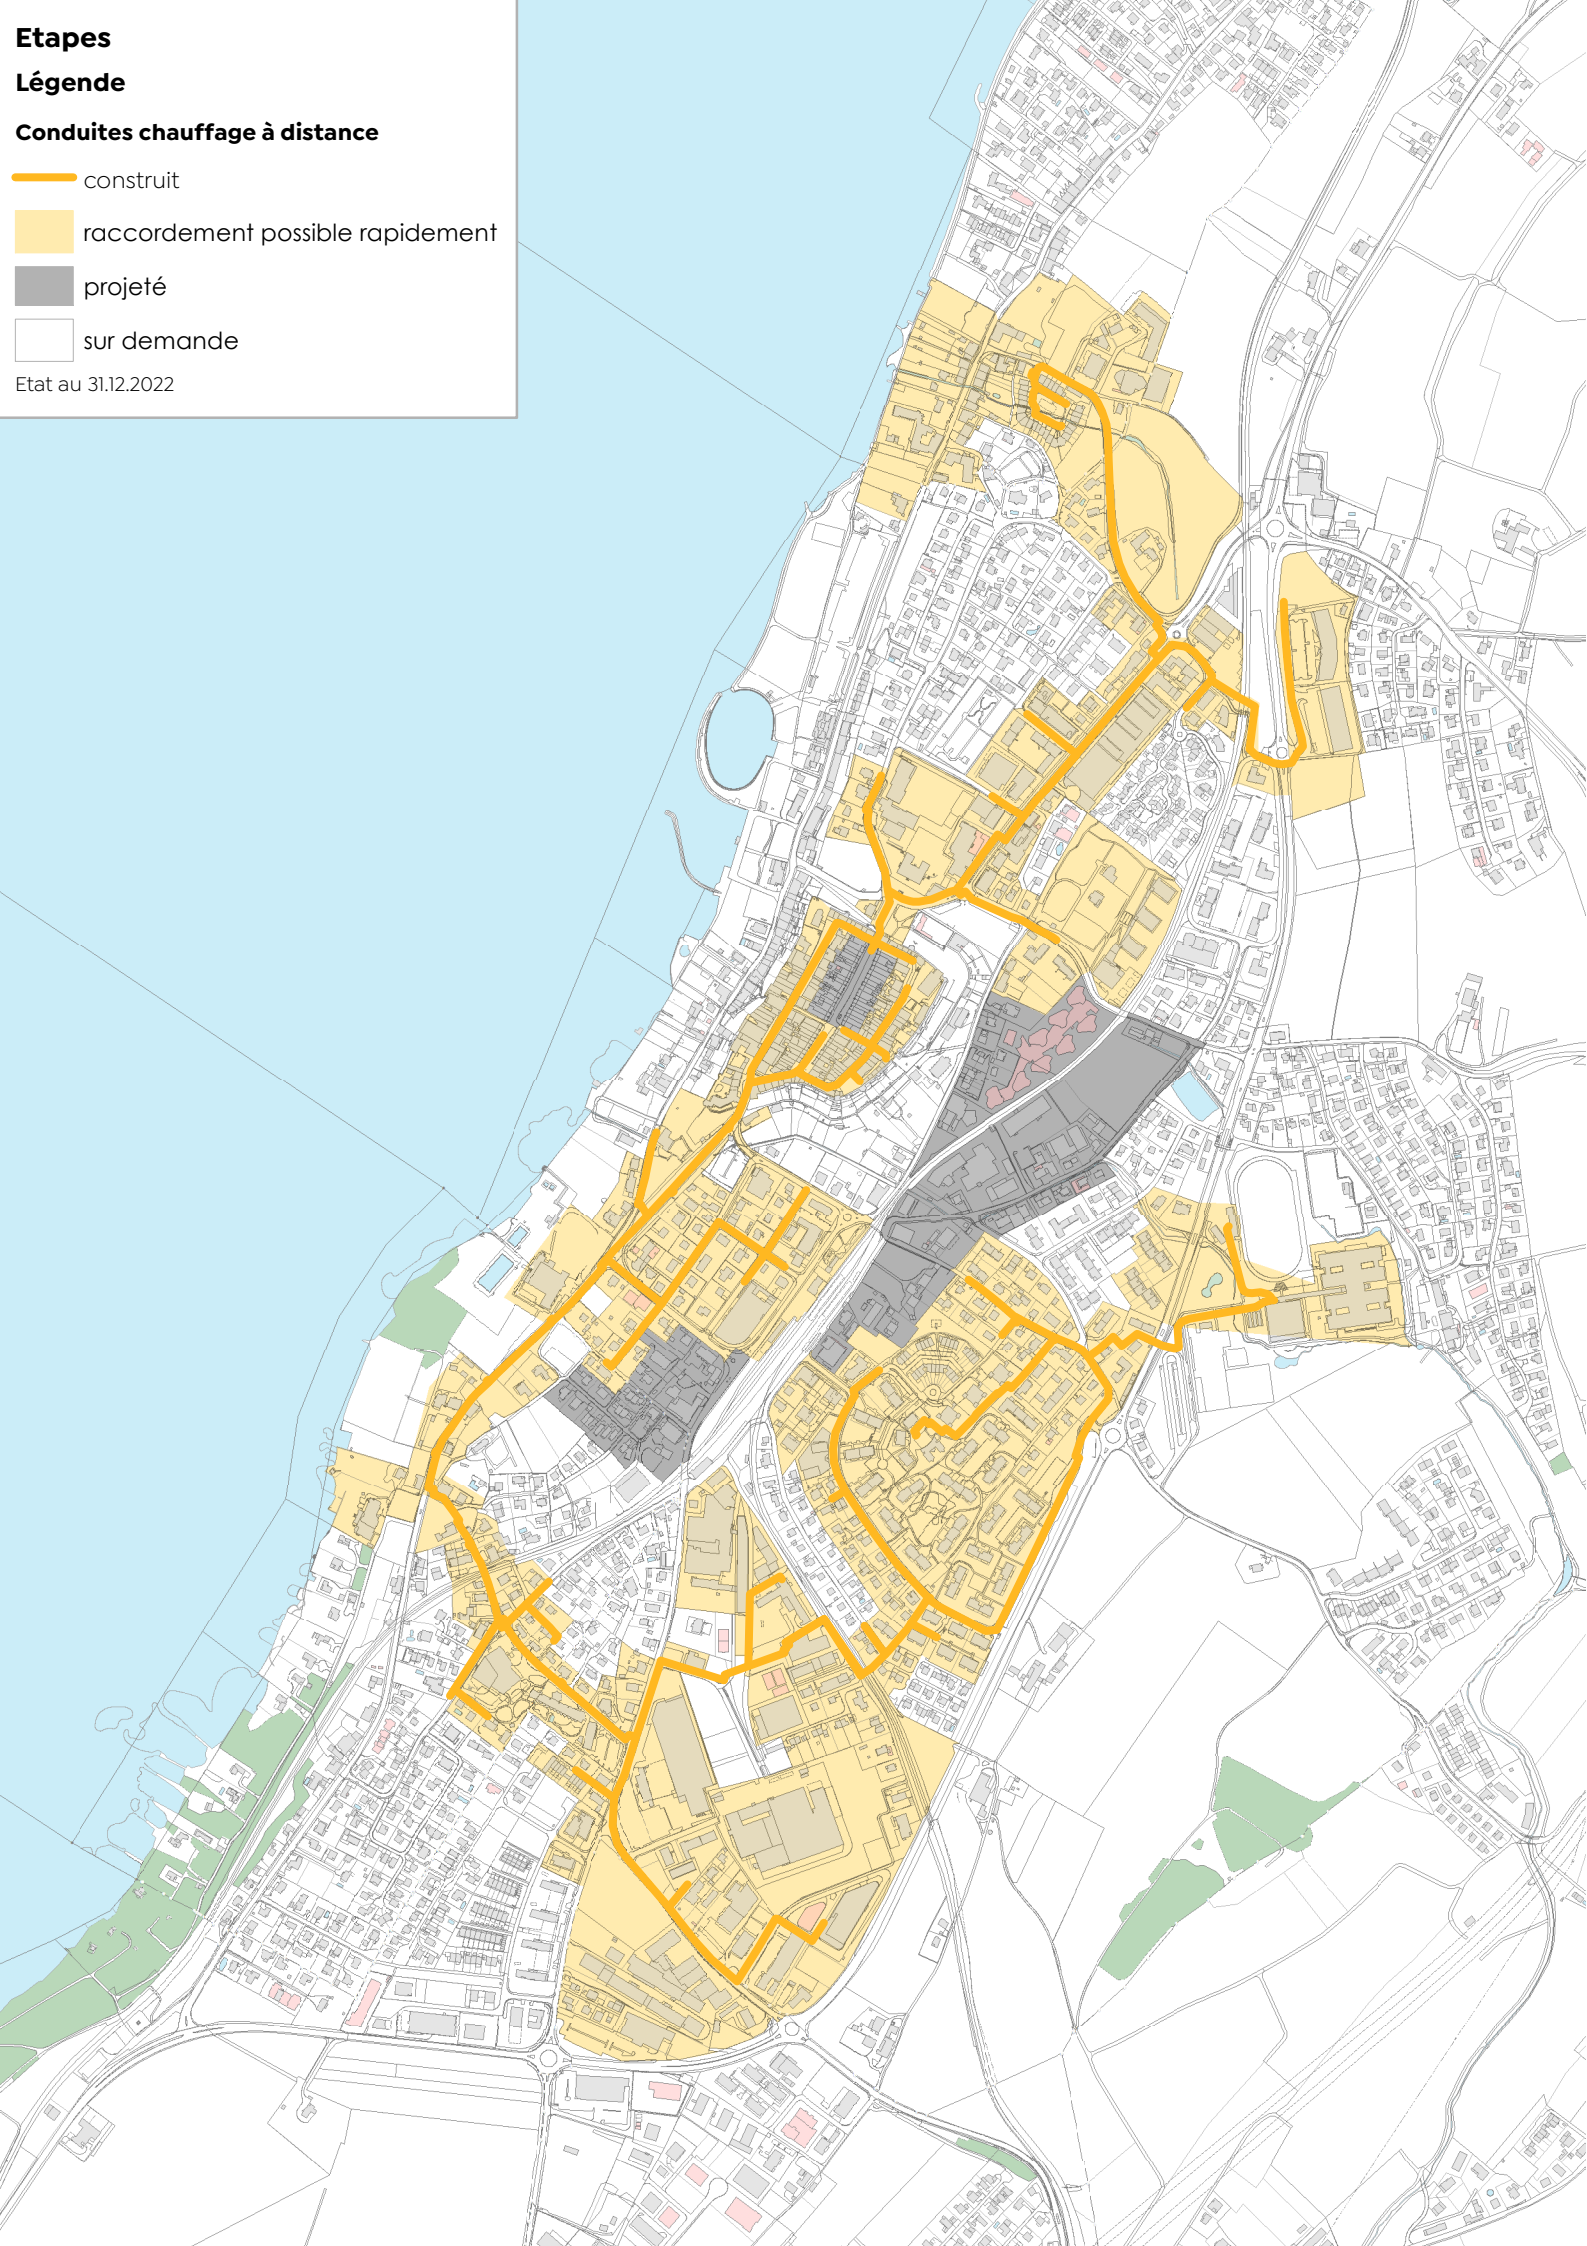 Etapes
Légende
Conduites chauffage à distance
construit
raccordement possible rapidement
projeté
sur demande
Etat au 31.12.2022